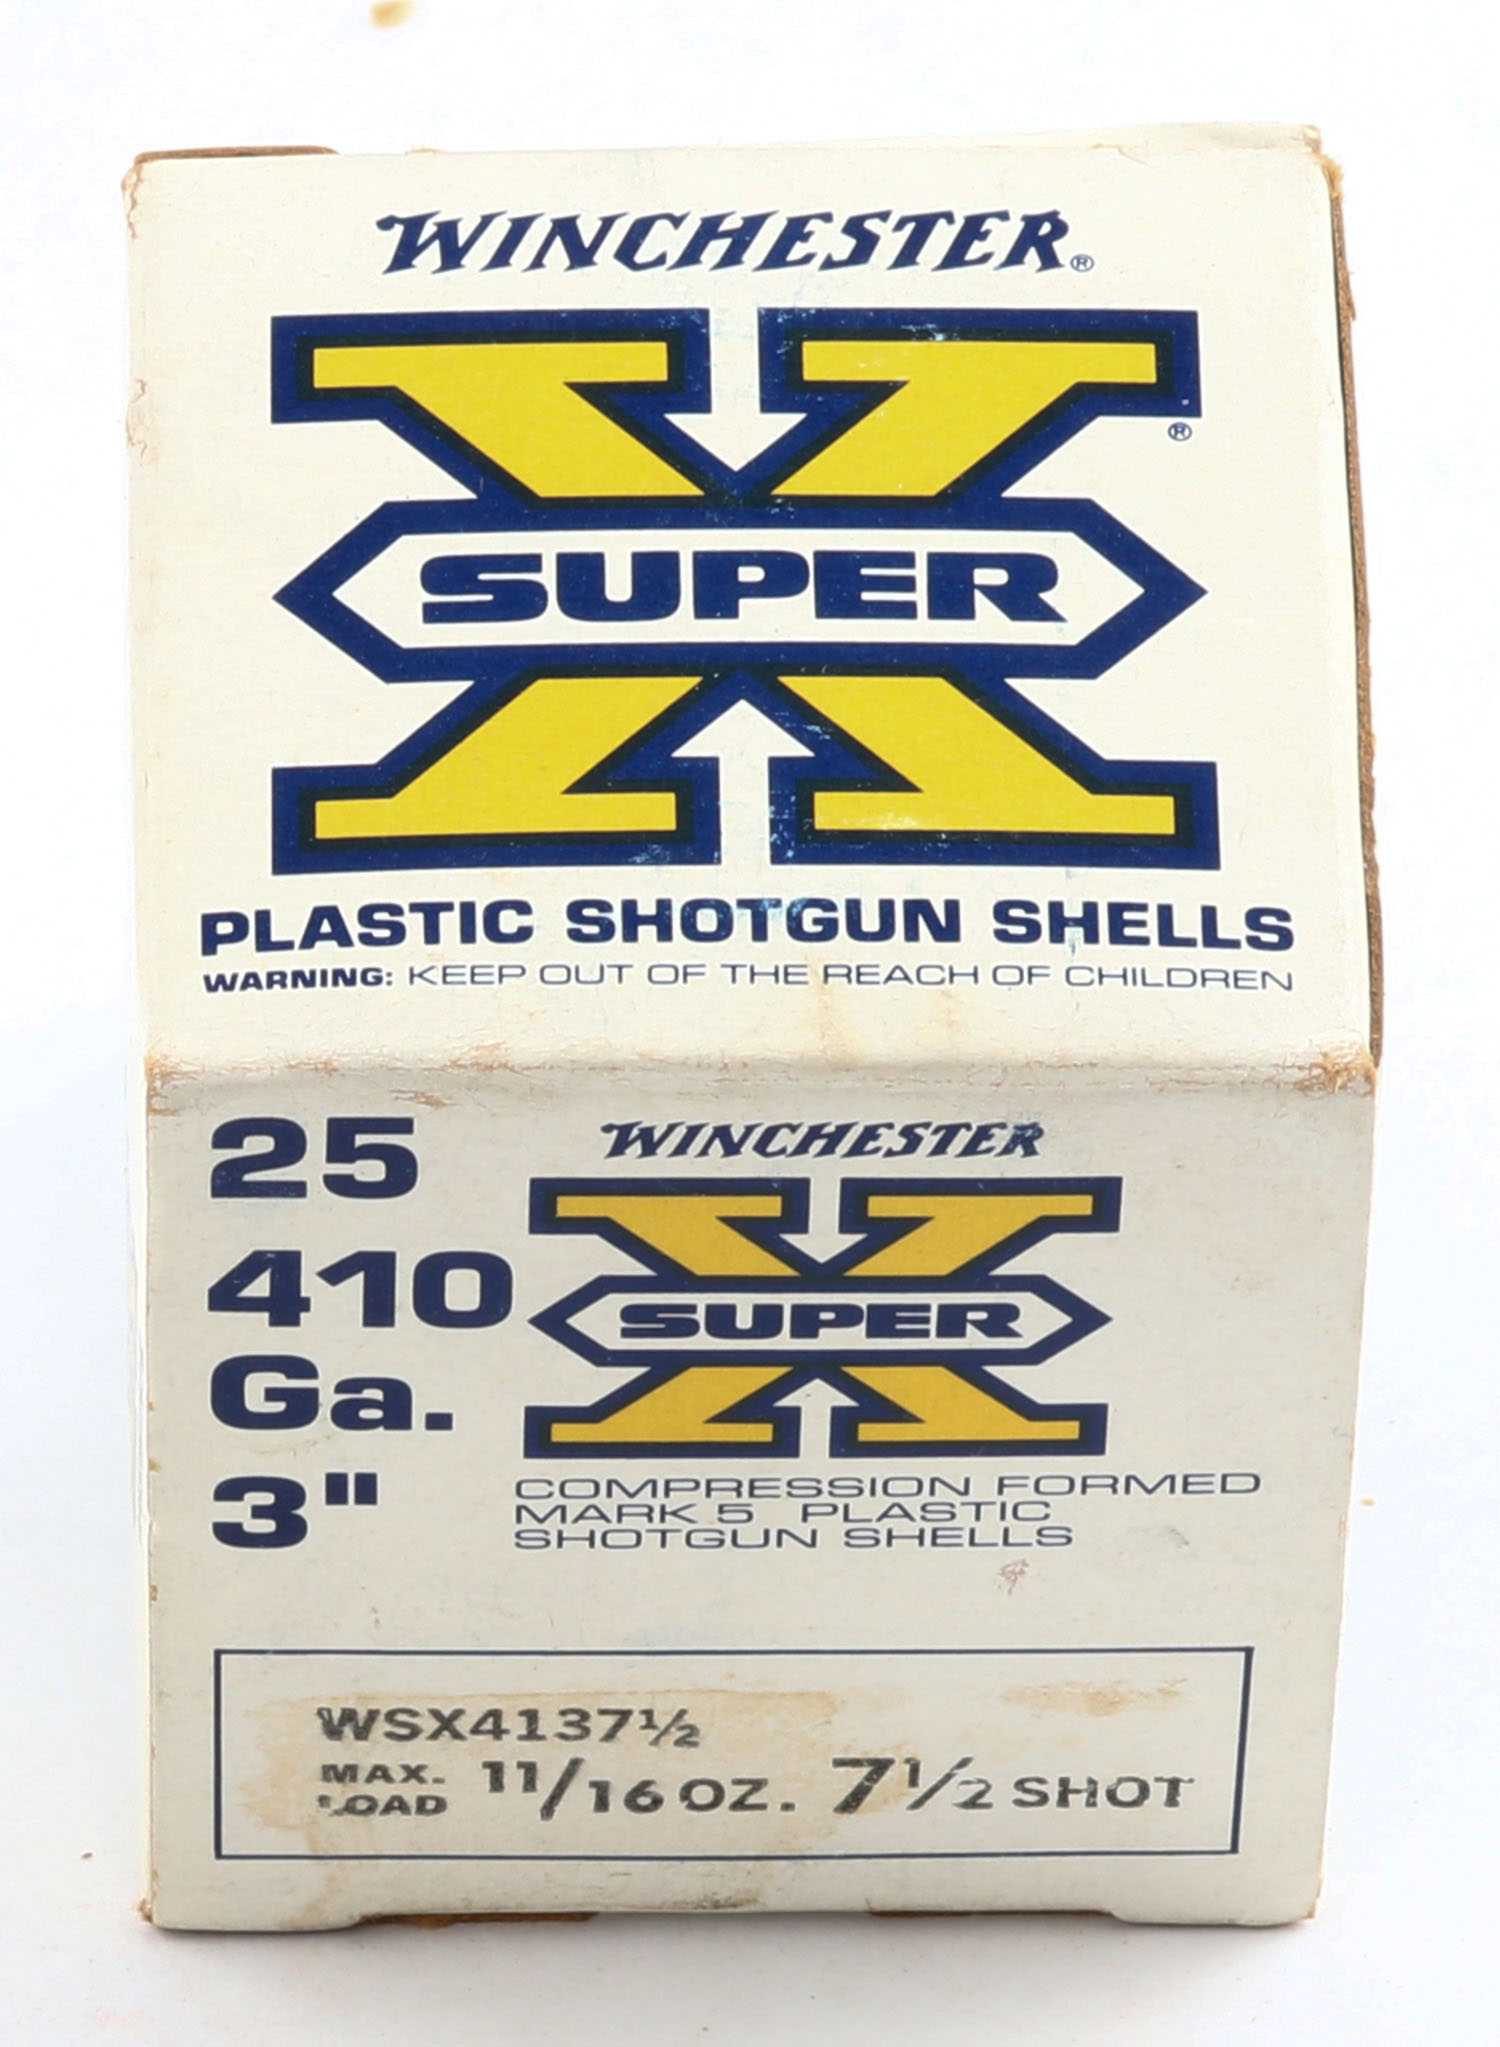 WINCHESTER®
SUPER X ®
PLASTIC SHOTGUN SHELLS
WARNING: KEEP OUT OF THE REACH OF CHILDREN
25
410
Ga.
3"
WINCHESTER
SUPER X
COMPRESSION FORMED
MARK 5 PLASTIC
SHOTGUN SHELLS
WSX4137½
MAX.
LOAD
11/16 OZ. 7½ SHOT